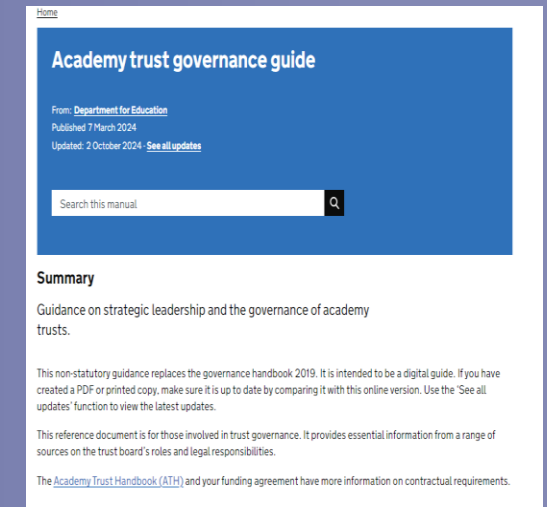 Home
Academy trust governance guide
From: Department for Education
Published 7 March 2024
Updated: 2 October 2024 - See all updates
Search this manual
Summary
Guidance on strategic leadership and the governance of academy
trusts.
This non-statutory guidance replaces the governance handbook 2019. It is intended to be a digital guide. If you have
created a PDF or printed copy, make sure it is up to date by comparing it with this online version. Use the 'See all
updates' function to view the latest updates.
This reference document is for those involved in trust governance. It provides essential information from a range of
sources on the trust board's roles and legal responsibilities.
The Academy Trust Handbook (ATH) and your funding agreement have more information on contractual requirements.